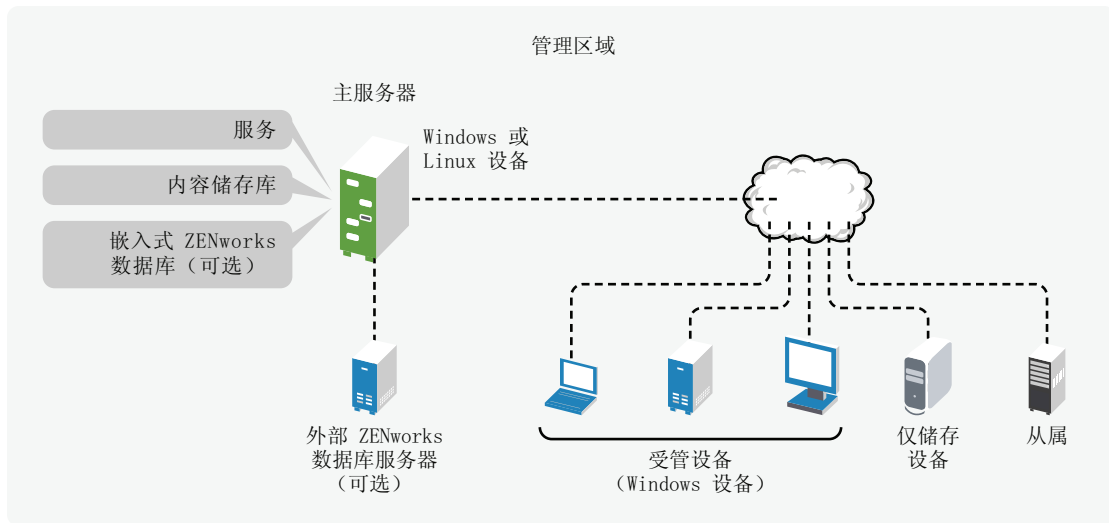 管理区域
主服务器
服务
内容储存库
嵌入式 ZENworks
数据库（可选）
Windows 或
Linux 设备
外部 ZENworks
数据库服务器
（可选）
受管设备
（Windows 设备）
仅储存
设备
从属